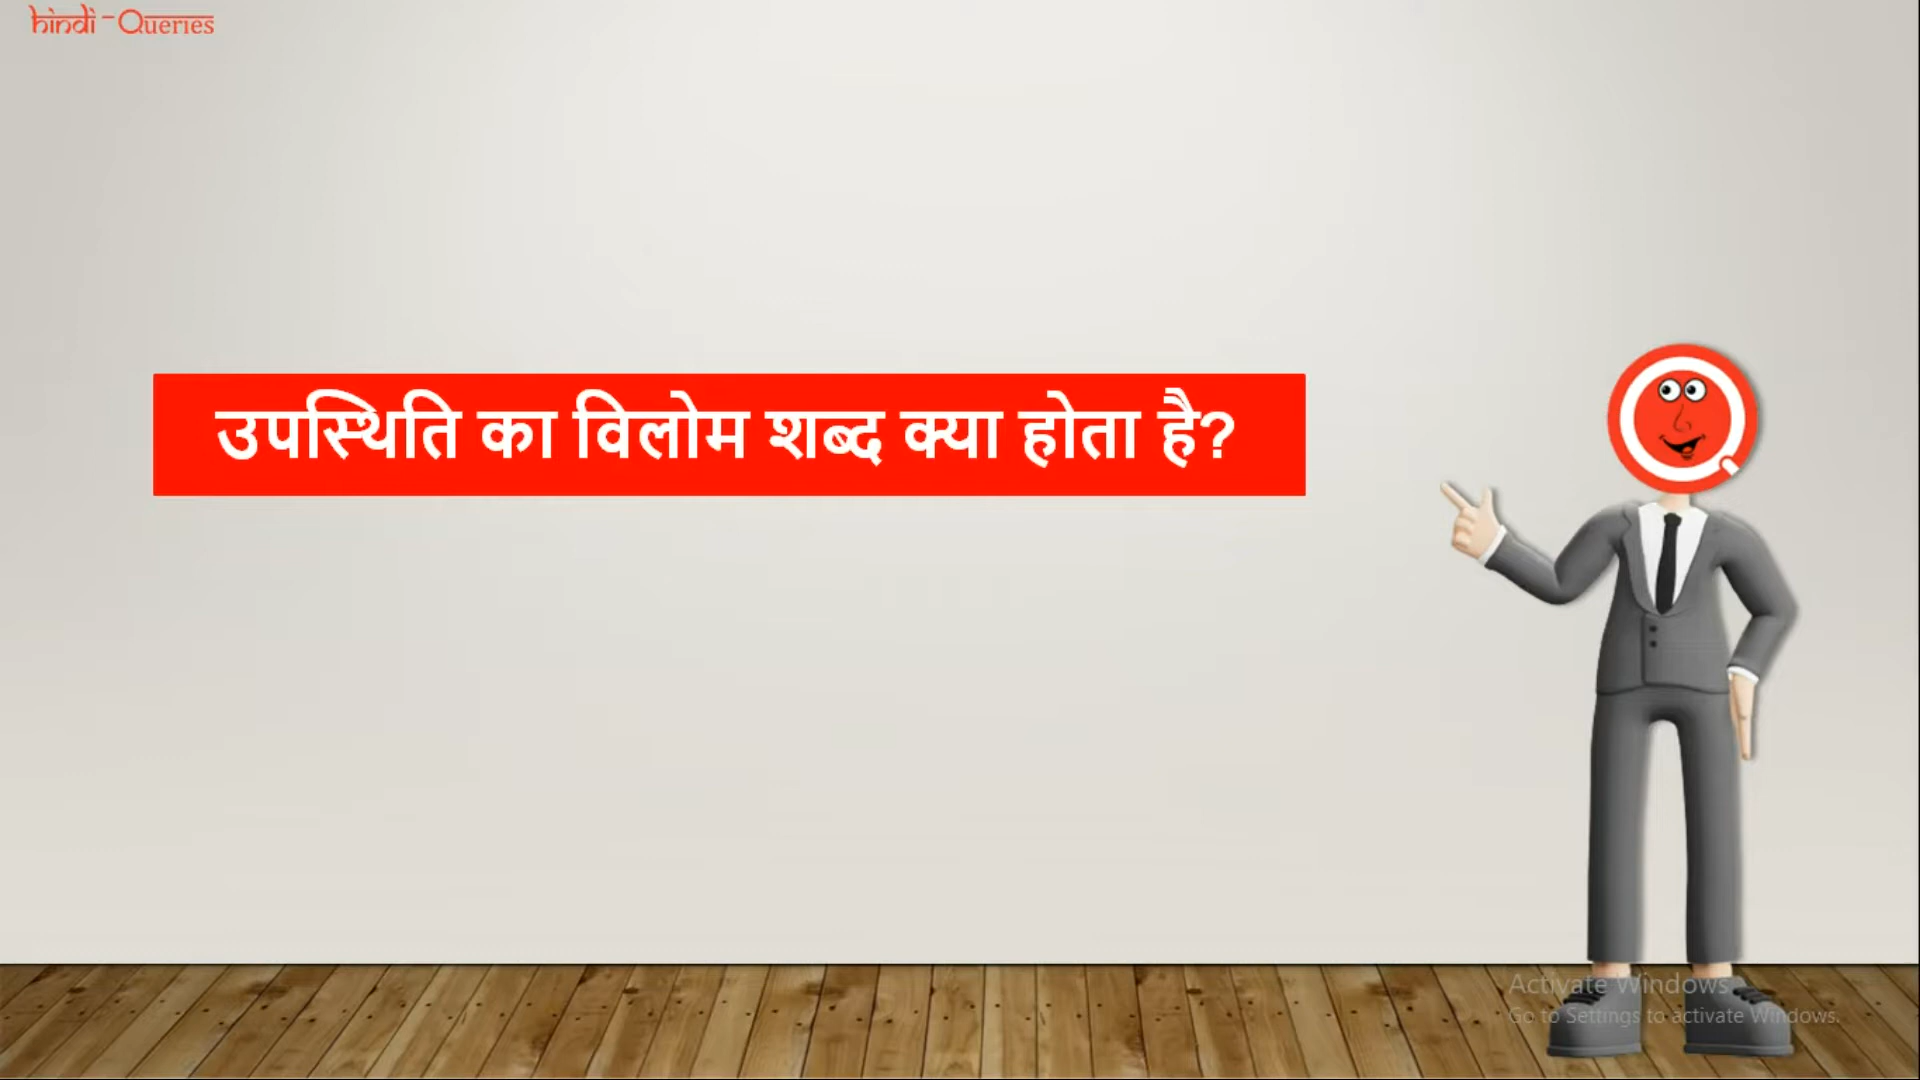 hindi-Queries
उपस्थिति का विलोम शब्द क्या होता है?
Activate Windows
Go to Settings to activate Windows.